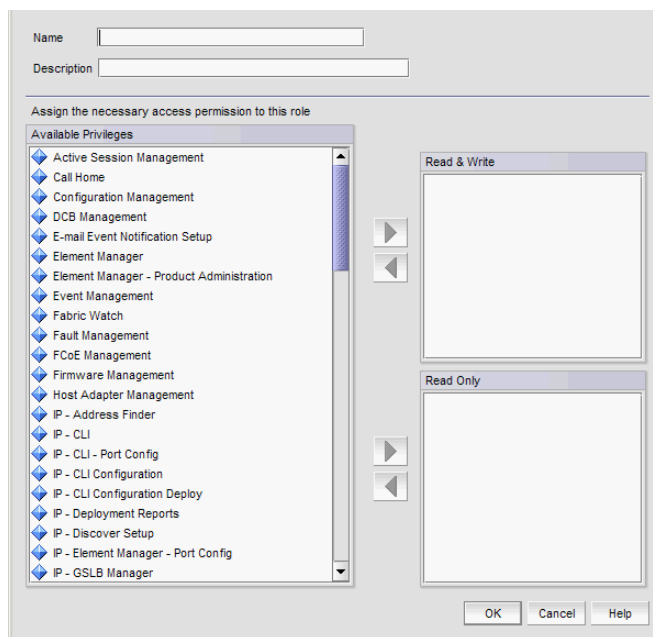 Name
Description
Assign the necessary access permission to this role
Available Privileges
Active Session Management
Call Home
Configuration Management
DCB Management
E-mail Event Notification Setup
Element Manager
Element Manager - Product Administration
Event Management
Fabric Watch
Fault Management
FCoE Management
Firmware Management
Host Adapter Management
IP - Address Finder
IP - CLI
IP - CLI - Port Config
IP - CLI Configuration
IP - CLI Configuration Deploy
IP - Deployment Reports
IP - Discover Setup
IP - Element Manager - Port Config
IP - GSLB Manager
Read & Write
Read Only
OK Cancel Help